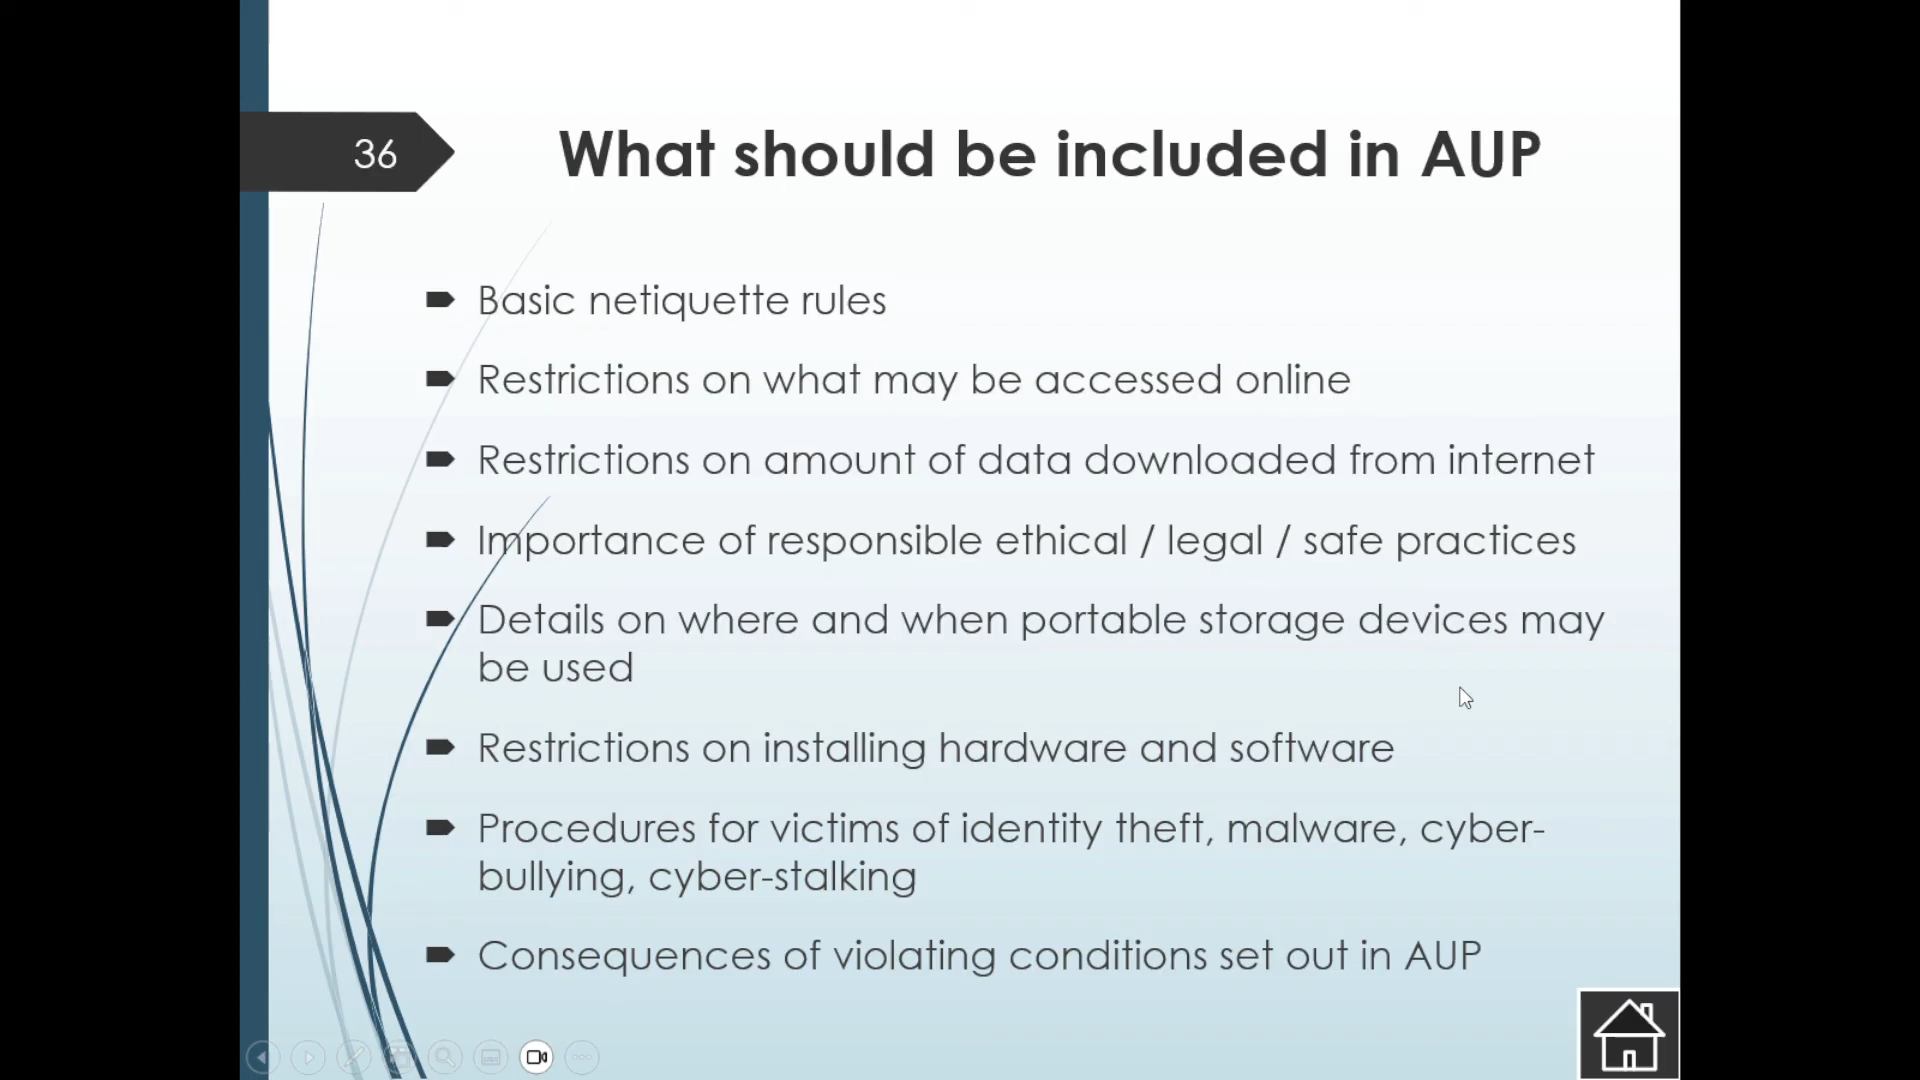 36
What should be included in AUP
Basic netiquette rules
Restrictions on what may be accessed online
Restrictions on amount of data downloaded from internet
Importance of responsible ethical / legal / safe practices
Details on where and when portable storage devices may
be used
Restrictions on installing hardware and software
Procedures for victims of identity theft, malware, cyber-
bullying, cyber-stalking
Consequences of violating conditions set out in AUP